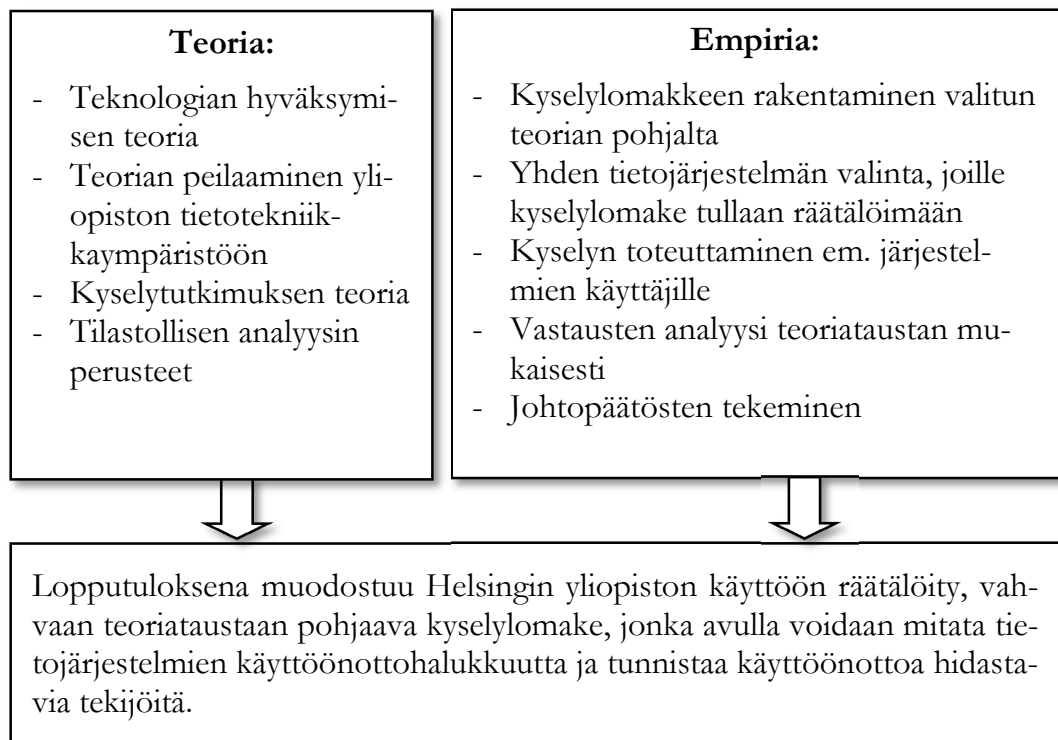 Teoria:
- Teknologian hyväksymi-
sen teoria
- Teorian peilaaminen yli-
opiston tietotekniik-
kaympäristöön
- Kyselytutkimuksen teoria
- Tilastollisen analyysin
perusteet
Empiria:
- Kyselylomakkeen rakentaminen valitun
teorian pohjalta
- Yhden tietojärjestelmän valinta, joille
kyselylomake tullaan räätälöimään
- Kyselyn toteuttaminen em. järjestel-
mien käyttäjille
- Vastausten analyysi teoriataustan mu-
kaisesti
- Johtopäätösten tekeminen
Lopputuloksena muodostuu Helsingin yliopiston käyttöön räätälöity, vah-
vaan teoriataustaan pohjaava kyselylomake, jonka avulla voidaan mitata tie-
tojärjestelmien käyttöönottohalukkuutta ja tunnistaa käyttöönottoa hidasta-
via tekijöitä.